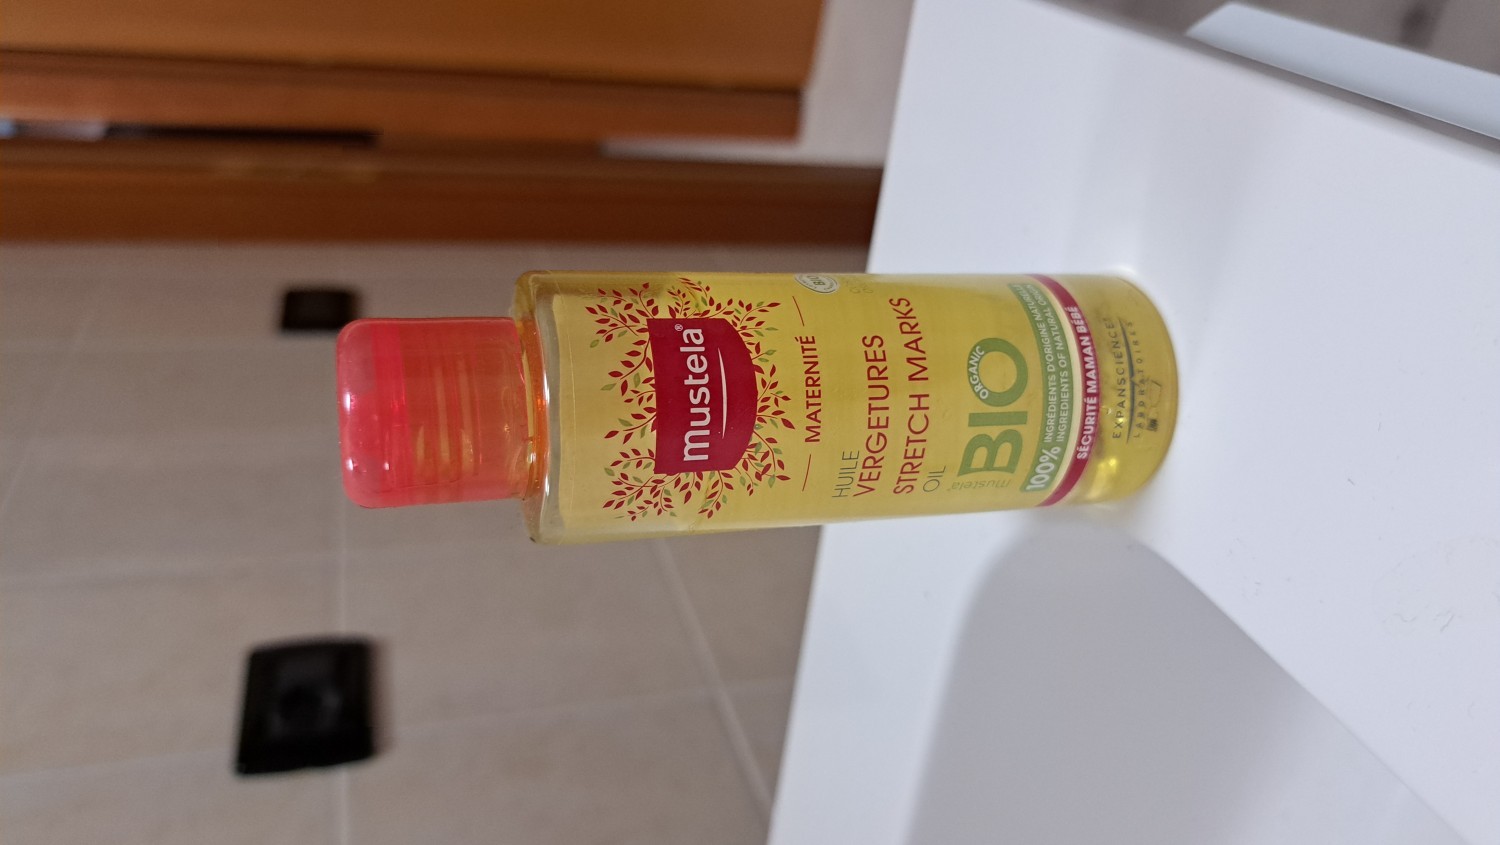 mustela®
MATERNITÉ
BIO
HUILE
VERGETURES
STRETCH MARKS
OIL
mustela
BIO
ORGANIC
100% INGRÉDIENTS D'ORIGINE NATURELLE
INGREDIENTS OF NATURAL
SÉCURITÉ MAMAN BÉBÉ
EXPANSCIENCE
LABORATOIRES